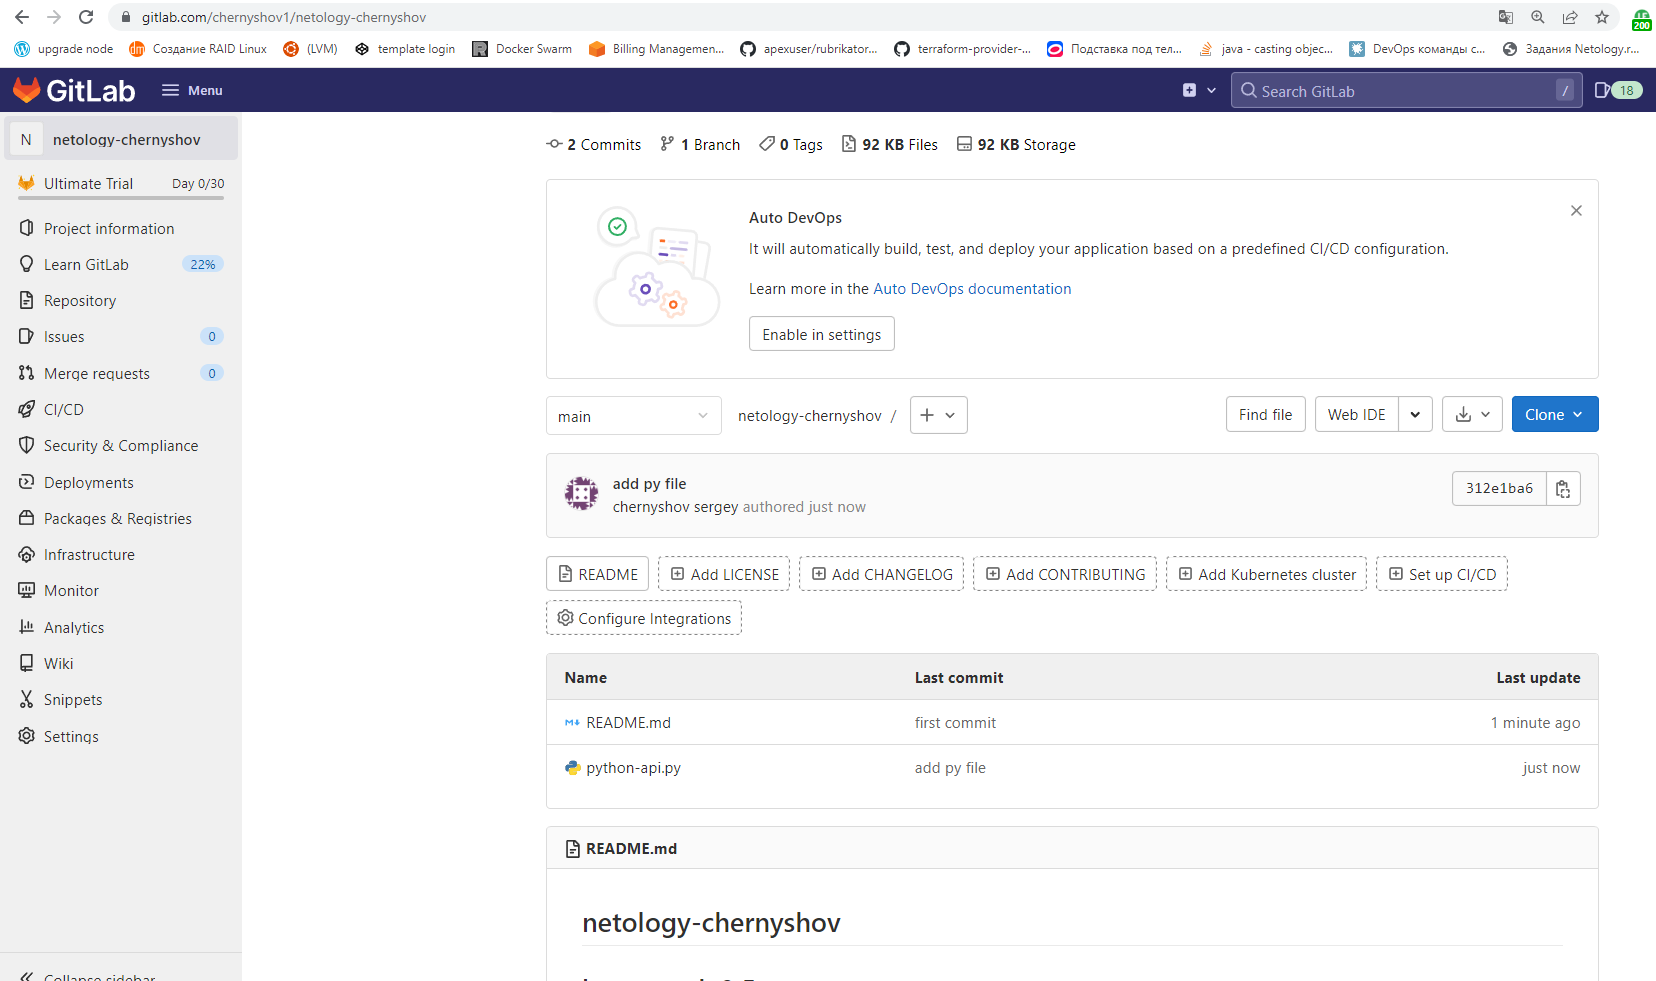 gitlab.com/chernyshov1/netology-chernyshov
200
upgrade node
Создание RAID Linux
(LVM)
template login
Docker Swarm
Billing Managemen...
apexuser/rubrikator...
terraform-provider-...
Подставка под тел...
java - casting objec...
DevOps команды с...
Задания Netology.r...
GitLab
Menu
Search GitLab
/
18
N netology-chernyshov
Ultimate Trial Day 0/30
Project information
Learn GitLab 22%
Repository
Issues 0
Merge requests 0
CI/CD
Security & Compliance
Deployments
Packages & Registries
Infrastructure
Monitor
Analytics
Wiki
Snippets
Settings
Collapse sidebar
2 Commits 1 Branch 0 Tags 92 KB Files 92 KB Storage
Auto DevOps
It will automatically build, test, and deploy your application based on a predefined CI/CD configuration.
Learn more in the Auto DevOps documentation
Enable in settings
main
netology-chernyshov /
Find file
Web IDE
Clone
add py file
chernyshov sergey authored just now
312e1ba6
README
Add LICENSE
Add CHANGELOG
Add CONTRIBUTING
Add Kubernetes cluster
Set up CI/CD
Configure Integrations
Name Last commit Last update
README.md first commit 1 minute ago
python-api.py add py file just now
README.md
netology-chernyshov